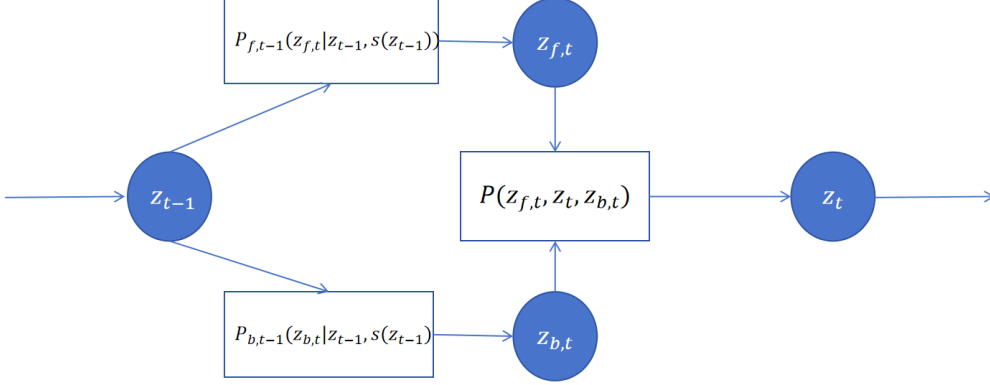 P_{f,t−1}(z_{f,t}|z_{t−1}, s(z_{t−1}))
z_{f,t}
z_{t−1}
P(z_{f,t}, z_t, z_{b,t})
z_t
P_{b,t−1}(z_{b,t}|z_{t−1}, s(z_{t−1})
z_{b,t}